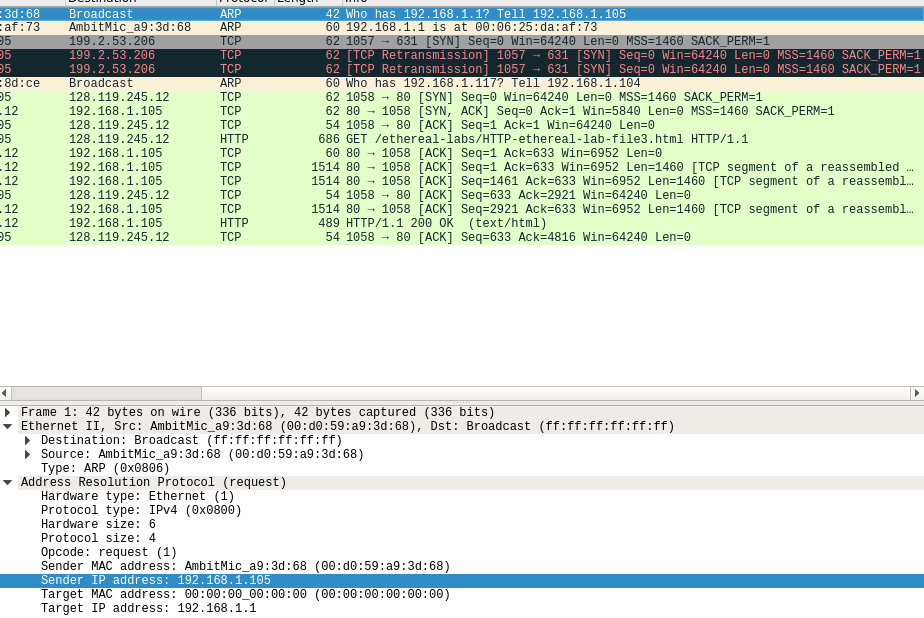 Destination Protocol Length Info
:3d:68 Broadcast ARP 42 Who has 192.168.1.1? Tell 192.168.1.105
:af:73 AmbitMic_a9:3d:68 ARP 60 192.168.1.1 is at 00:06:25:da:af:73
05 199.2.53.206 TCP 62 1057 → 631 [SYN] Seq=0 Win=64240 Len=0 MSS=1460 SACK_PERM=1
05 199.2.53.206 TCP 62 [TCP Retransmission] 1057 → 631 [SYN] Seq=0 Win=64240 Len=0 MSS=1460 SACK_PERM=1
05 199.2.53.206 TCP 62 [TCP Retransmission] 1057 → 631 [SYN] Seq=0 Win=64240 Len=0 MSS=1460 SACK_PERM=1
:8d:ce Broadcast ARP 60 Who has 192.168.1.117? Tell 192.168.1.104
05 128.119.245.12 TCP 62 1058 → 80 [SYN] Seq=0 Win=64240 Len=0 MSS=1460 SACK_PERM=1
.12 192.168.1.105 TCP 62 80 → 1058 [SYN, ACK] Seq=0 Ack=1 Win=5840 Len=0 MSS=1460 SACK_PERM=1
05 128.119.245.12 TCP 54 1058 → 80 [ACK] Seq=1 Ack=1 Win=64240 Len=0
05 128.119.245.12 HTTP 686 GET /ethereal-labs/HTTP-ethereal-lab-file3.html HTTP/1.1
.12 192.168.1.105 TCP 60 80 → 1058 [ACK] Seq=1 Ack=633 Win=6952 Len=0
.12 192.168.1.105 TCP 1514 80 → 1058 [ACK] Seq=1 Ack=633 Win=6952 Len=1460 [TCP segment of a reassembled …
.12 192.168.1.105 TCP 1514 80 → 1058 [ACK] Seq=1461 Ack=633 Win=6952 Len=1460 [TCP segment of a reassembl…
05 128.119.245.12 TCP 54 1058 → 80 [ACK] Seq=633 Ack=2921 Win=64240 Len=0
.12 192.168.1.105 TCP 1514 80 → 1058 [ACK] Seq=2921 Ack=633 Win=6952 Len=1460 [TCP segment of a reassembl…
.12 192.168.1.105 HTTP 489 HTTP/1.1 200 OK (text/html)
05 128.119.245.12 TCP 54 1058 → 80 [ACK] Seq=633 Ack=4816 Win=64240 Len=0
Frame 1: 42 bytes on wire (336 bits), 42 bytes captured (336 bits)
Ethernet II, Src: AmbitMic_a9:3d:68 (00:d0:59:a9:3d:68), Dst: Broadcast (ff:ff:ff:ff:ff:ff)
Destination: Broadcast (ff:ff:ff:ff:ff:ff)
Source: AmbitMic_a9:3d:68 (00:d0:59:a9:3d:68)
Type: ARP (0x0806)
Address Resolution Protocol (request)
Hardware type: Ethernet (1)
Protocol type: IPv4 (0x0800)
Hardware size: 6
Protocol size: 4
Opcode: request (1)
Sender MAC address: AmbitMic_a9:3d:68 (00:d0:59:a9:3d:68)
Sender IP address: 192.168.1.105
Target MAC address: 00:00:00_00:00:00 (00:00:00:00:00:00)
Target IP address: 192.168.1.1